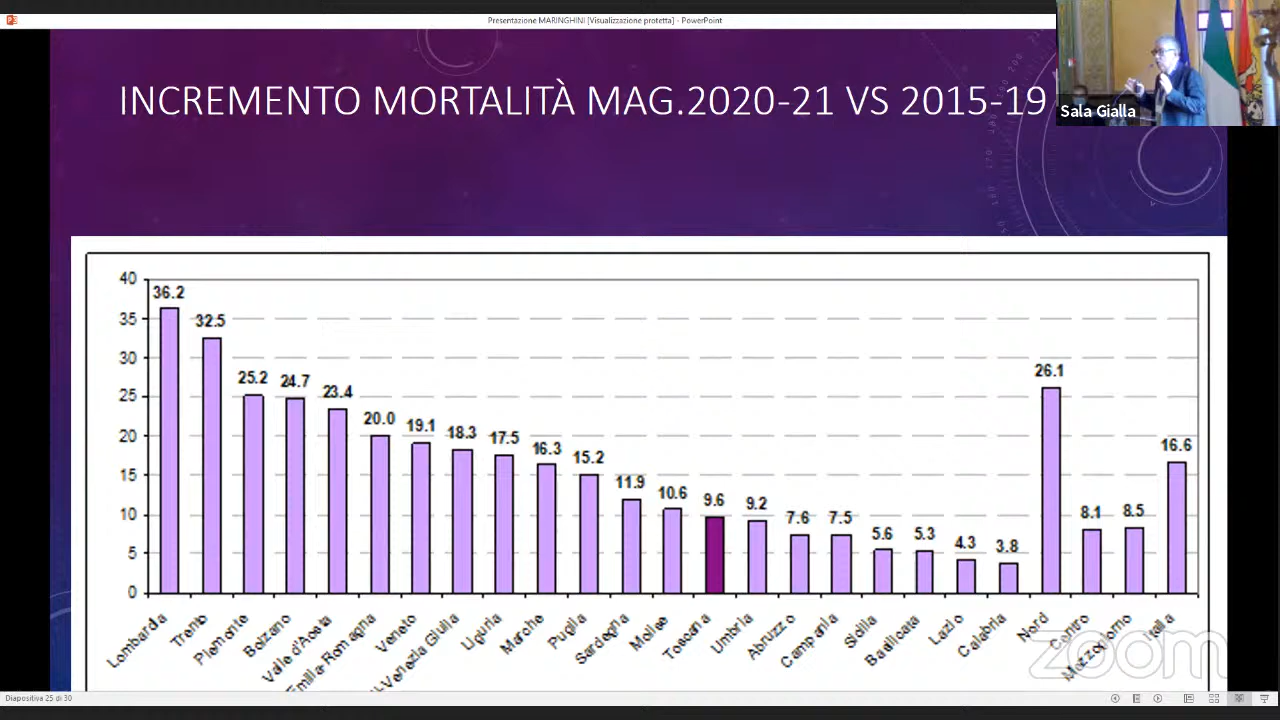 Presentazione MARINGHINI [Visualizzazione protetta] - PowerPoint
INCREMENTO MORTALITÀ MAG.2020-21 VS 2015-19
Sala Gialla
40
35
30
25
20
15
10
5
0
36.2
32.5
25.2
24.7
23.4
20.0
19.1
18.3
17.5
16.3
15.2
11.9
10.6
9.6
9.2
7.6
7.5
5.6
5.3
4.3
3.8
26.1
8.1
8.5
16.6
Lombardia
Trento
Piemonte
Bolzano
Valle d'Aosta
Emilia-Romagna
Veneto
-Venezia Giulia
Liguria
Marche
Puglia
Sardegna
Molise
Toscana
Umbria
Abruzzo
Campania
Sicilia
Basilicata
Lazio
Calabria
Nord
Centro
Mezzogiorno
Italia
zoom
Diapositiva 25 di 30